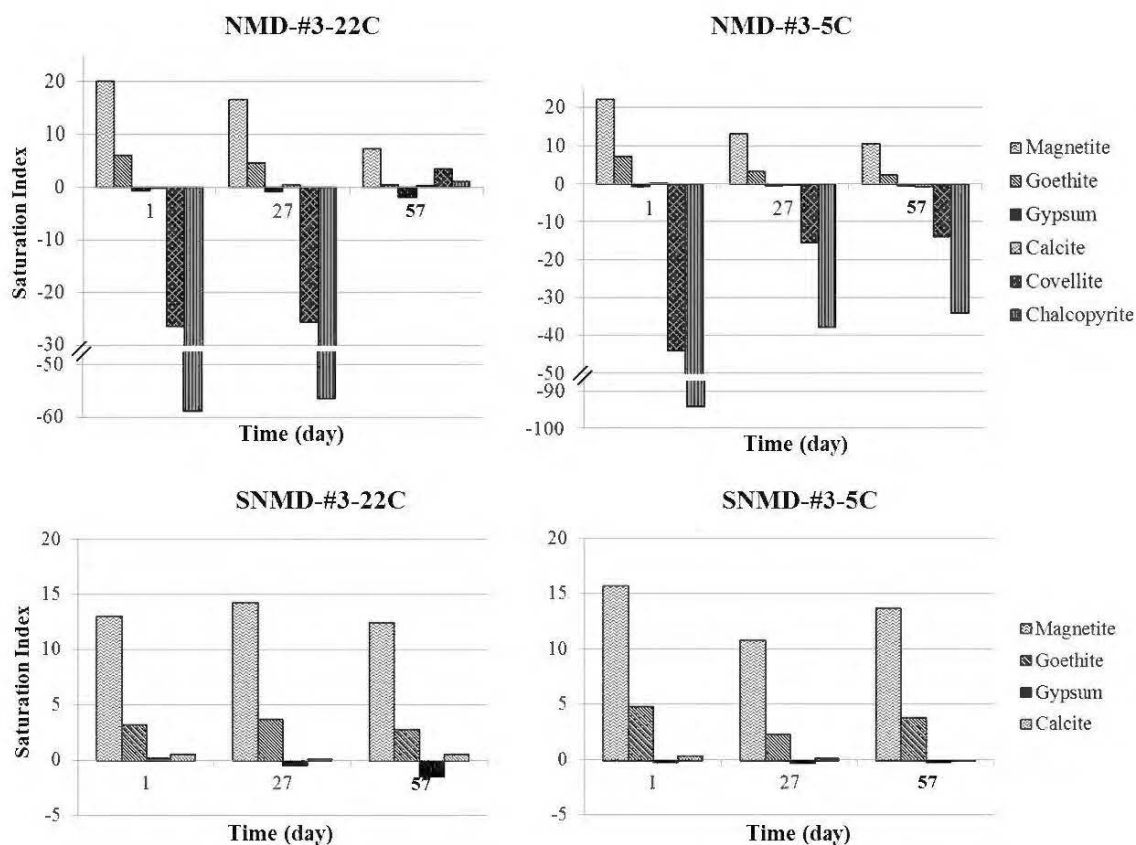 NMD-#3-22C
Saturation Index
20
10
0
-10
-20
-30
-50
-60
1
27
57
Time (day)
NMD-#3-5C
20
10
0
-10
-20
-30
-40
-50
-90
-100
1
27
57
Time (day)
Magnetite
Goethite
Gypsum
Calcite
Covellite
Chalcopyrite
SNMD-#3-22C
Saturation Index
20
15
10
5
0
-5
1
27
57
Time (day)
SNMD-#3-5C
20
15
10
5
0
-5
1
27
57
Time (day)
Magnetite
Goethite
Gypsum
Calcite